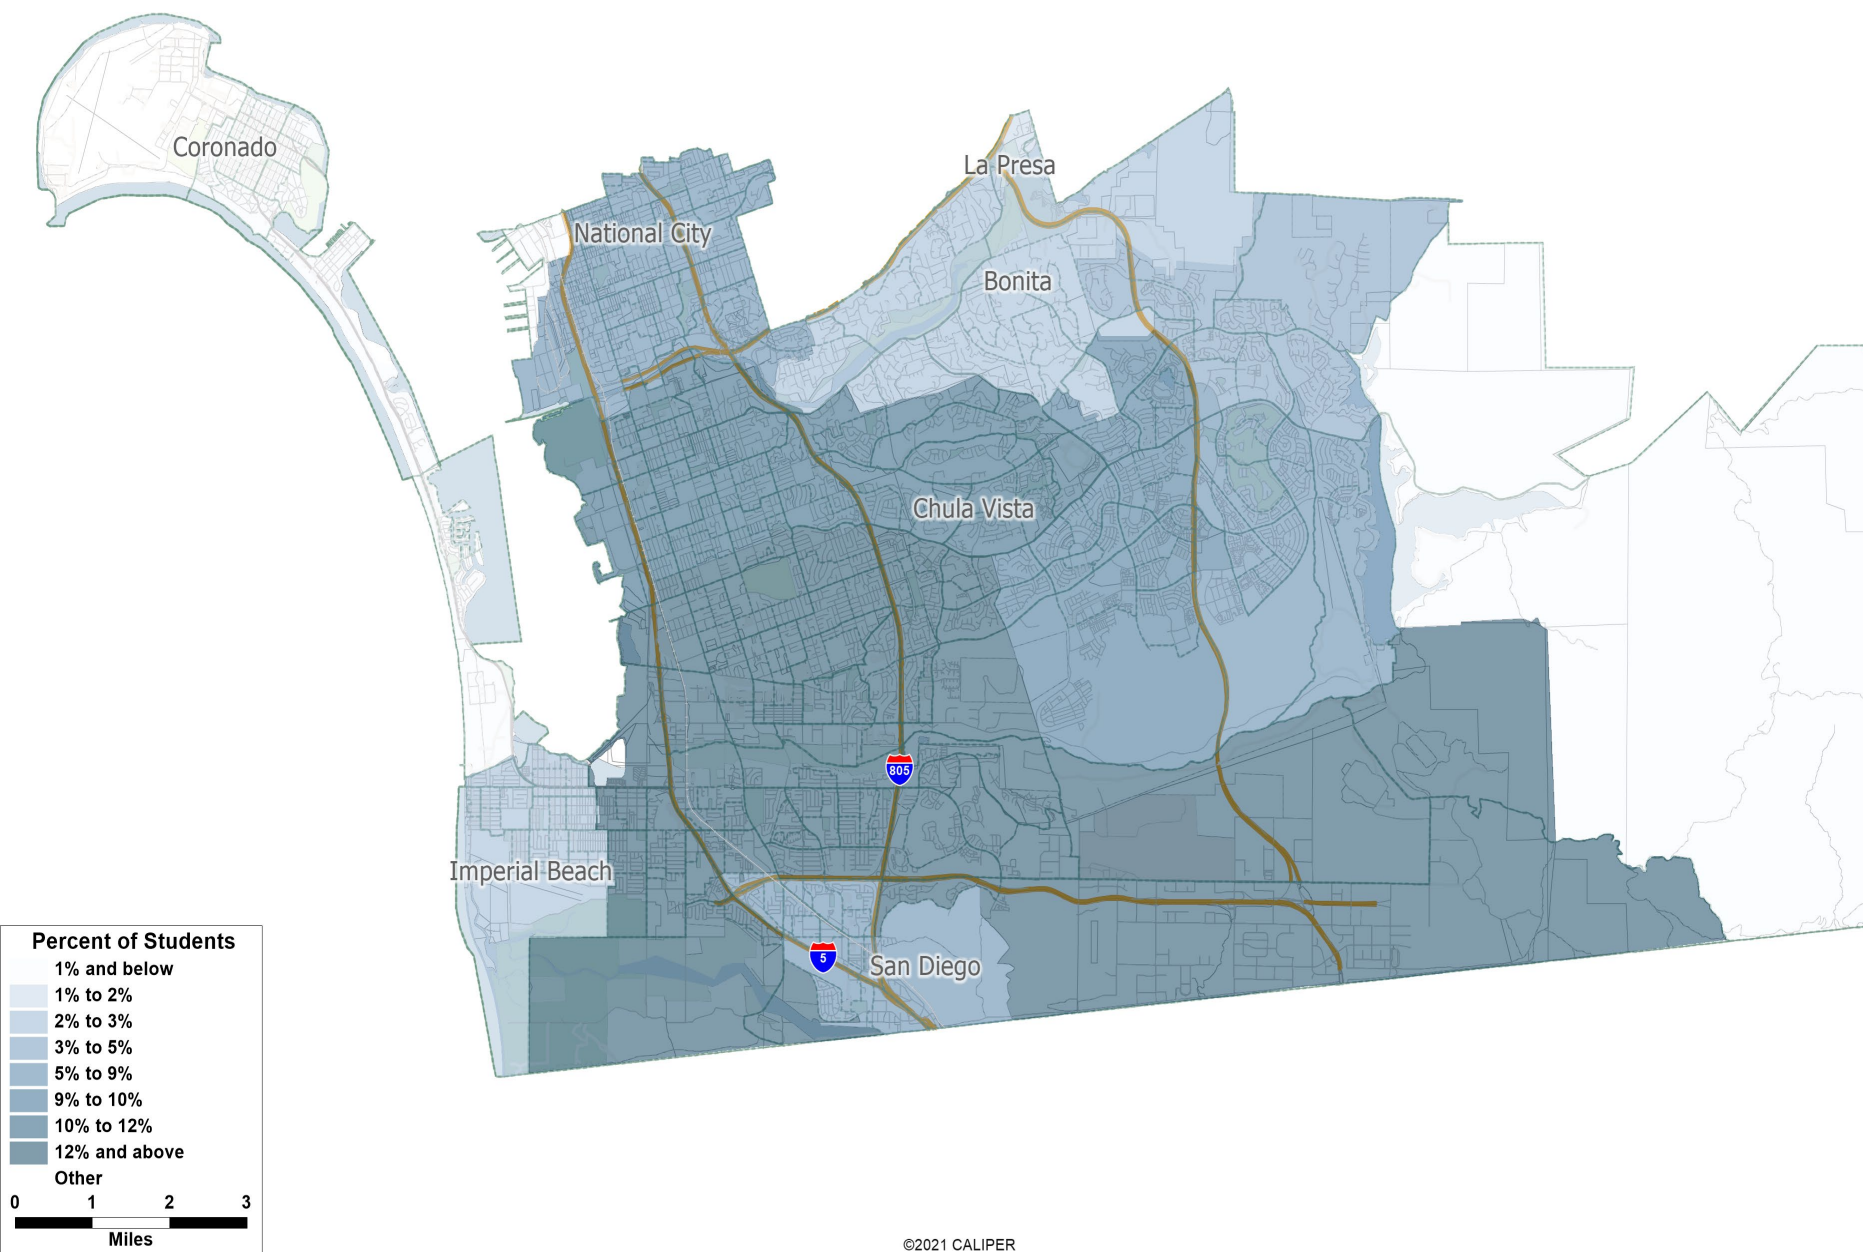 Coronado
La Presa
National City
Bonita
Chula Vista
805
Imperial Beach
5
San Diego
Percent of Students
1% and below
1% to 2%
2% to 3%
3% to 5%
5% to 9%
9% to 10%
10% to 12%
12% and above
Other
0 1 2 3
Miles
©2021 CALIPER